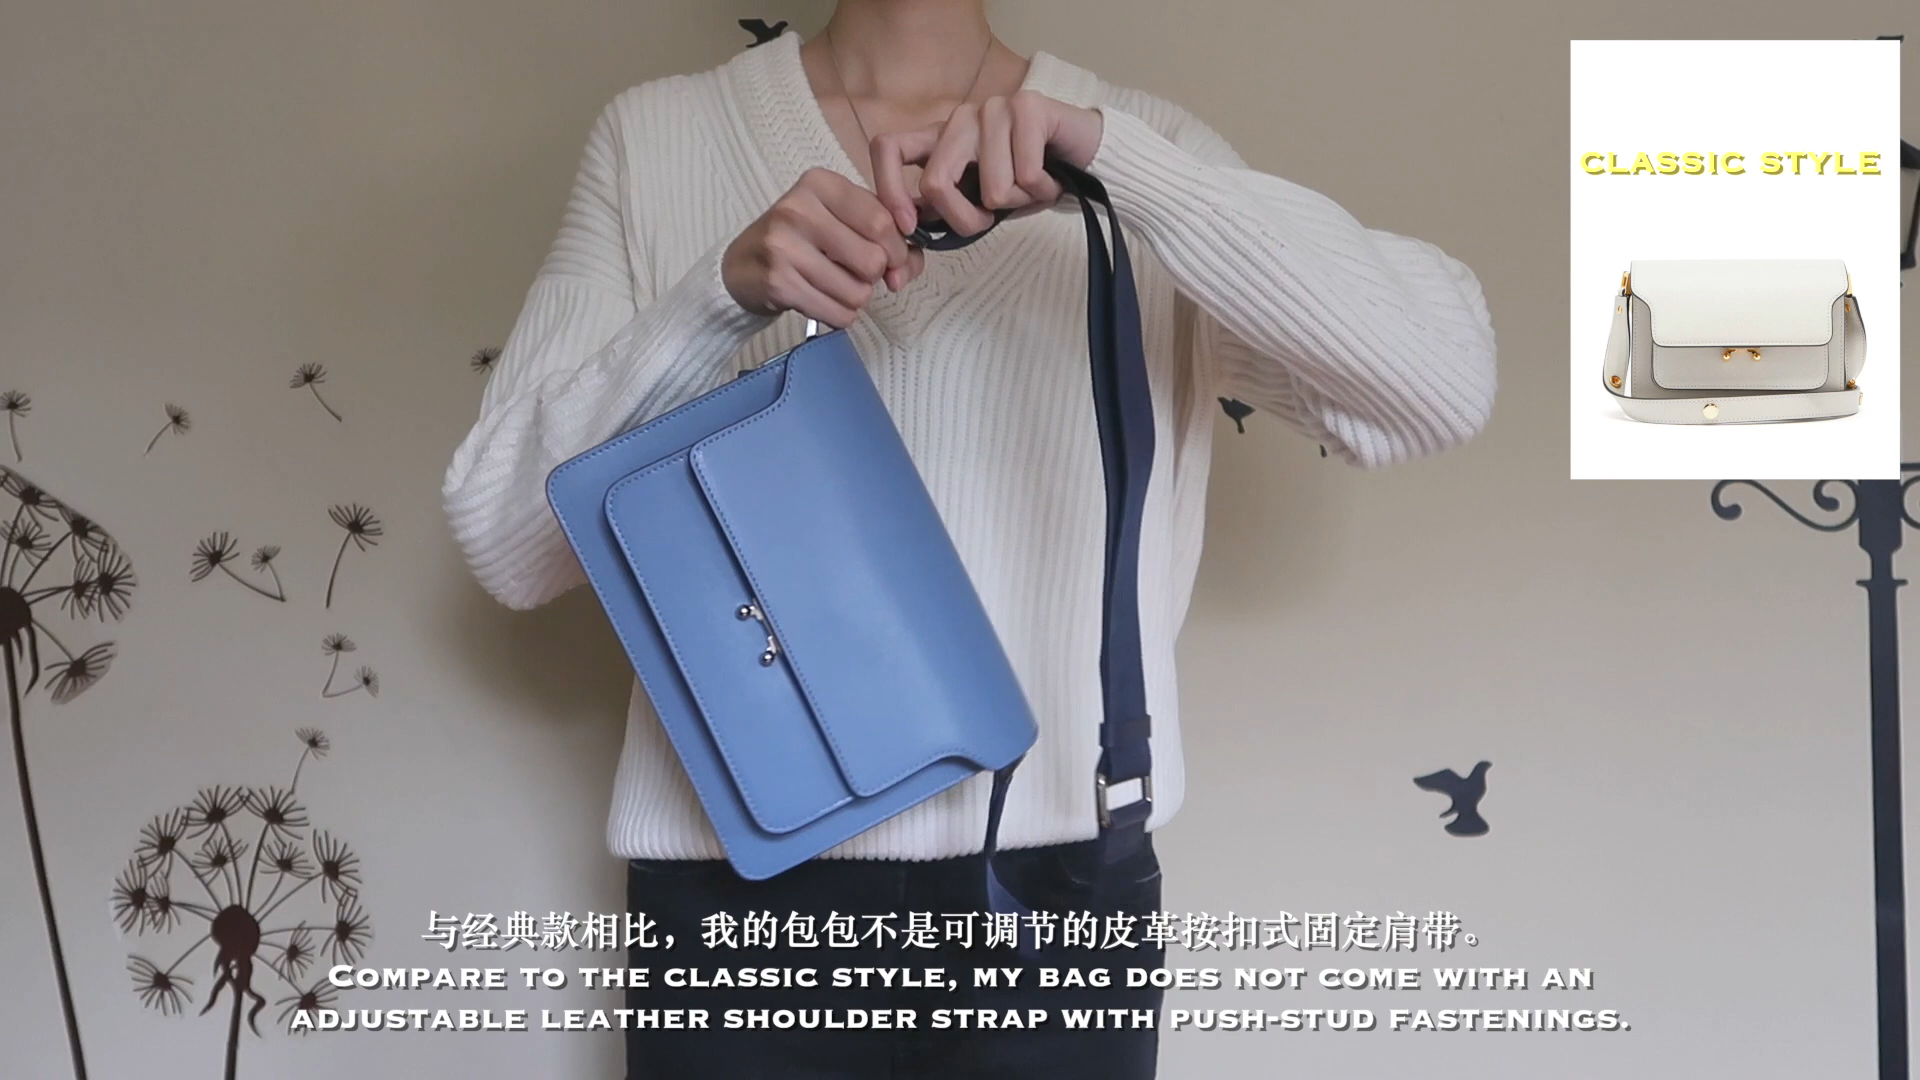 CLASSIC STYLE
与经典款相比，我的包包不是可调节的皮革按扣式固定肩带。
Compare to the classic style, my bag does not come with an
adjustable leather shoulder strap with push-stud fastenings.